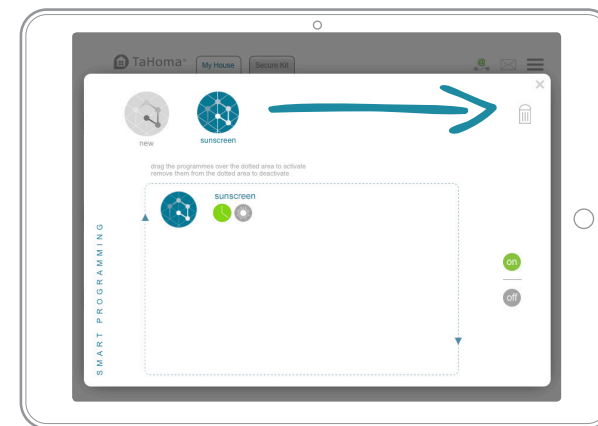 TaHoma®
My House
Secure Kit
new
sunscreen
drag the programmes over the dotted area to activate
remove them from the dotted area to deactivate
sunscreen
SMART PROGRAMMING
on
off